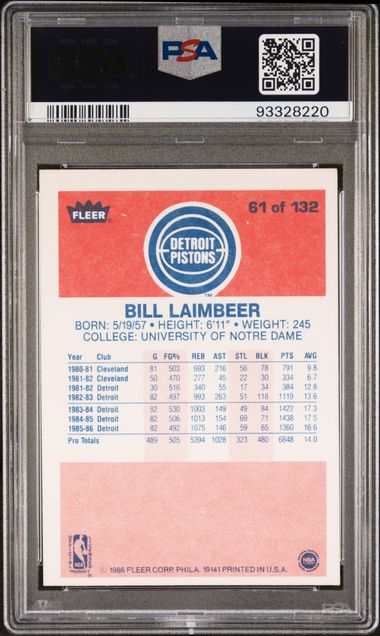 PSA
93328220
FLEER
DETROIT
PISTONS
TM
61 of 132
BILL LAIMBEER
BORN: 5/19/57 • HEIGHT: 6'11" • WEIGHT: 245
COLLEGE: UNIVERSITY OF NOTRE DAME
Year Club G FG% REB AST STL BLK PTS AVG
1980-81 Cleveland 81 .503 693 216 56 78 791 9.8
1981-82 Cleveland 50 .470 277 45 22 30 334 6.7
1981-82 Detroit 30 .516 340 55 17 34 384 12.8
1982-83 Detroit 82 .497 993 263 51 118 1119 13.6
1983-84 Detroit 82 .530 1003 149 49 84 1422 17.3
1984-85 Detroit 82 .506 1013 154 69 71 1438 17.5
1985-86 Detroit 82 .492 1075 146 59 65 1360 16.6
Pro Totals 489 .505 5394 1028 323 480 6848 14.0
NBA
© 1986 FLEER CORP. PHILA. 19141 PRINTED IN U.S.A.